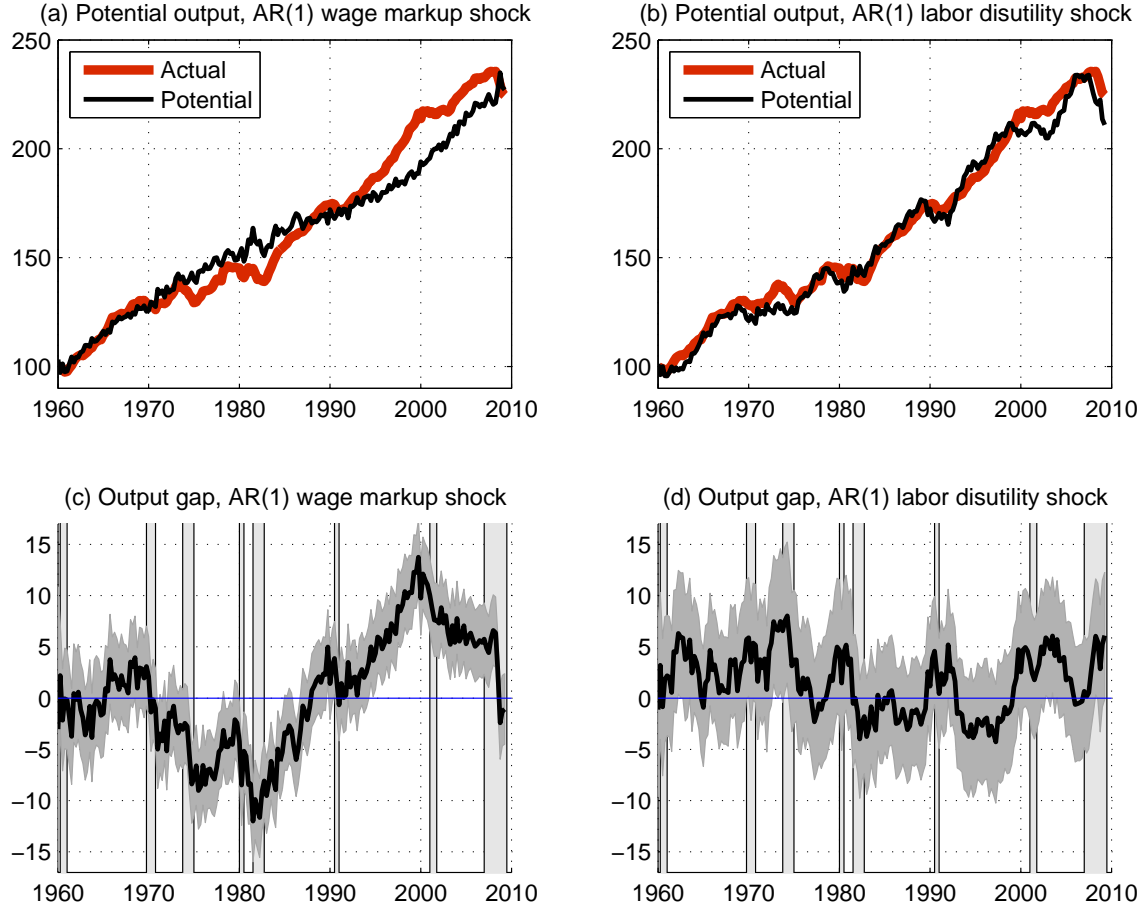 (a) Potential output, AR(1) wage markup shock
250
200
150
100
Actual
Potential
1960 1970 1980 1990 2000 2010
(b) Potential output, AR(1) labor disutility shock
250
200
150
100
Actual
Potential
1960 1970 1980 1990 2000 2010
(c) Output gap, AR(1) wage markup shock
15
10
5
0
−5
−10
−15
1960 1970 1980 1990 2000 2010
(d) Output gap, AR(1) labor disutility shock
15
10
5
0
−5
−10
−15
1960 1970 1980 1990 2000 2010